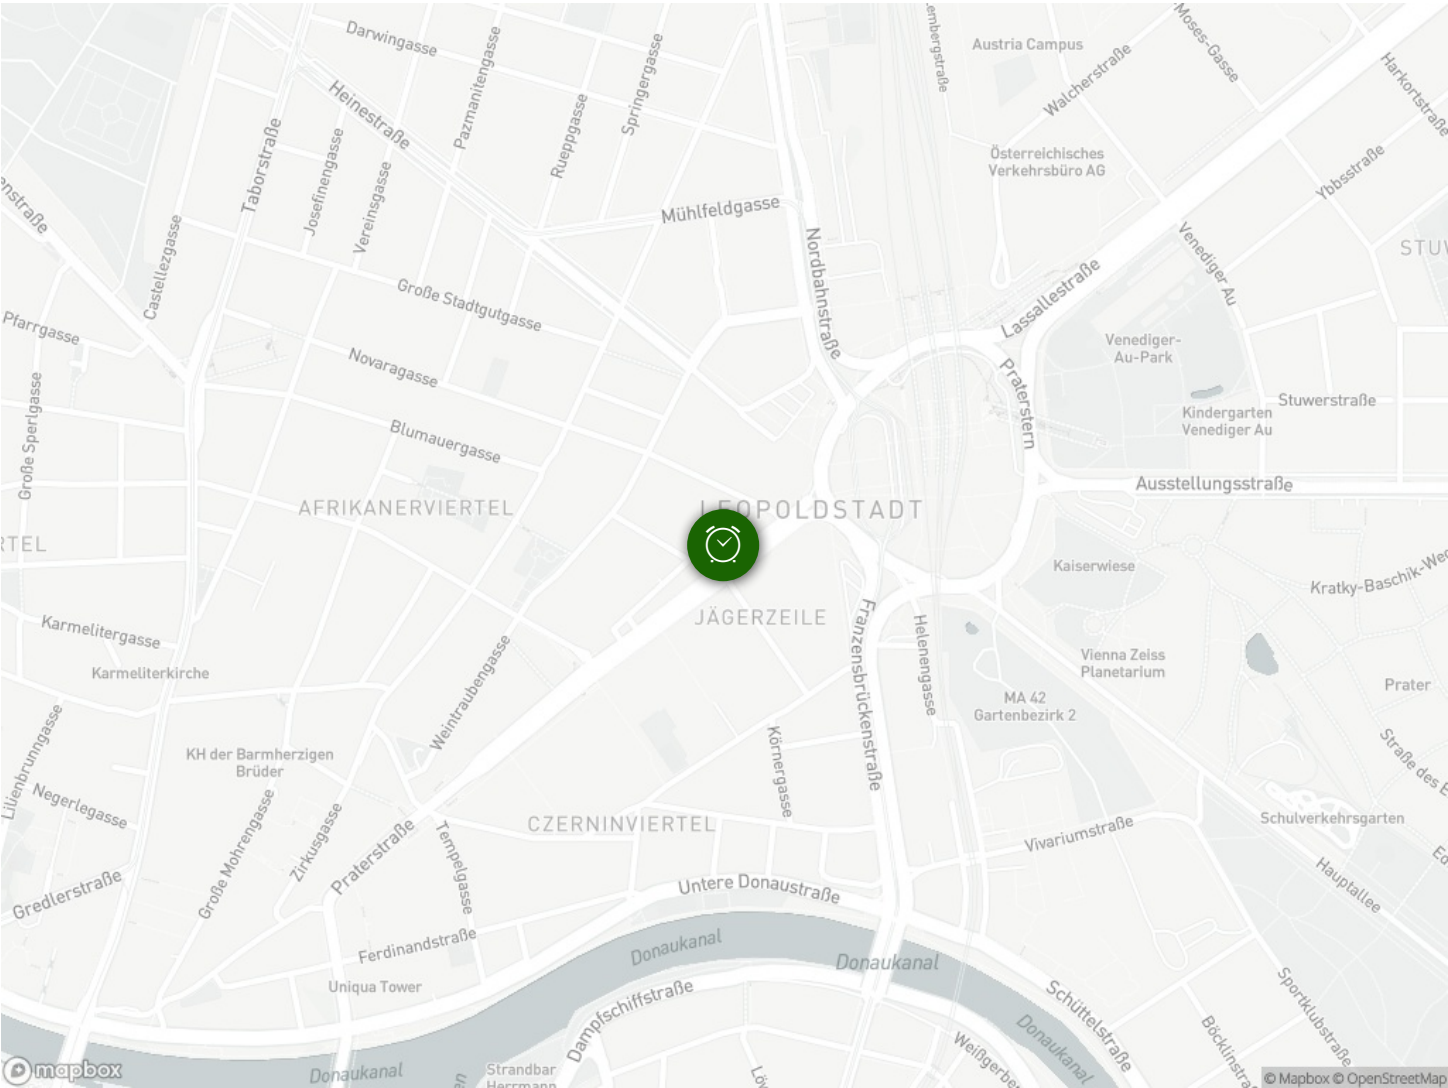 Darwingasse
Heinestraße
Pazmanitengasse
Springergasse
Rueppgasse
Taborstraße
Josefinengasse
Vereinsgasse
Castellezgasse
Mühlfeldgasse
Nordbahnstraße
Austria Campus
Walcherstraße
Moses-Gasse
Harkortstraße
Österreichisches
Verkehrsbüro AG
Ybbsstraße
Venediger Au
Lassallestraße
Große Stadtgutgasse
Pfarrgasse
Novaragasse
Große Sperlgasse
Blumauergasse
Praterstern
Venediger-
Au-Park
Kindergarten
Venediger Au
Stuwerstraße
Ausstellungsstraße
AFRIKANERVIERTEL
LEOPOLDSTADT
JÄGERZEILE
Kaiserwiese
Karmelitergasse
Karmeliterkirche
Weintraubengasse
Franzensbrückenstraße
Helenengasse
Vienna Zeiss
Planetarium
MA 42
Gartenbezirk 2
Prater
KH der Barmherzigen
Brüder
Körnergasse
Lilienbrunngasse
Negerlegasse
Große Mohrengasse
Zirkusgasse
Praterstraße
Tempelgasse
CZERNINVIERTEL
Vivariumstraße
Schulverkehrsgarten
Hauptallee
Gredlerstraße
Ferdinandstraße
Untere Donaustraße
Donaukanal
Donaukanal
Uniqua Tower
Dampfschiffstraße
Schüttelstraße
Sportklubstraße
Donaukanal
Donaukanal
Strandbar
Herrmann
mapbox
© Mapbox © OpenStreetMap